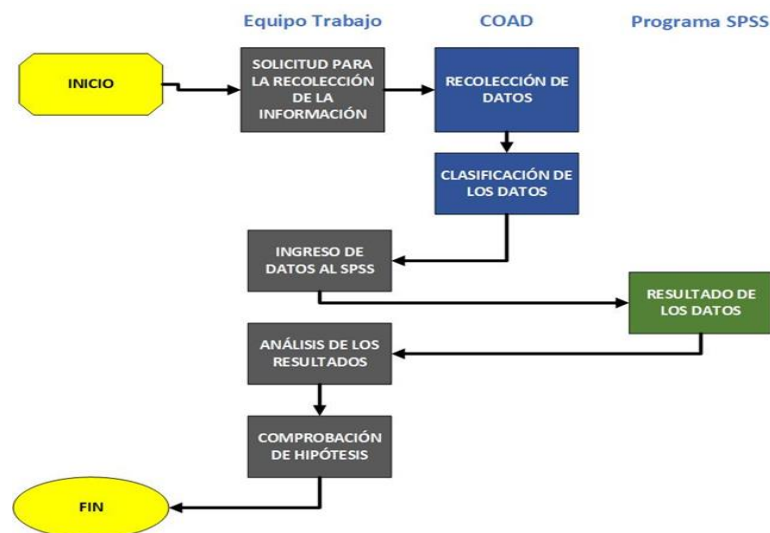 Equipo Trabajo
COAD
Programa SPSS
INICIO
SOLICITUD PARA
LA RECOLECCIÓN
DE LA
INFORMACIÓN
RECOLECCIÓN DE
DATOS
CLASIFICACIÓN DE
LOS DATOS
INGRESO DE
DATOS AL SPSS
RESULTADO DE
LOS DATOS
ANÁLISIS DE LOS
RESULTADOS
COMPROBACIÓN
DE HIPÓTESIS
FIN